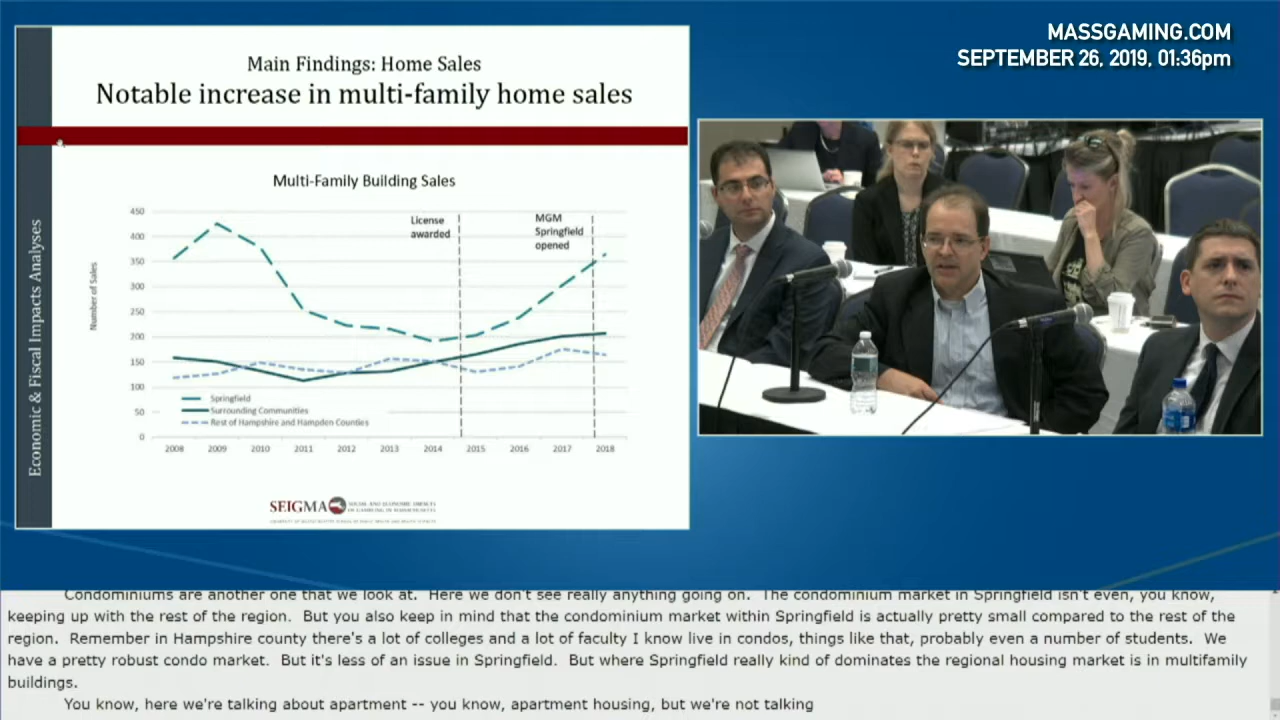 MASSGAMING.COM
SEPTEMBER 26, 2019, 01:36pm
Main Findings: Home Sales
Notable increase in multi-family home sales
Economic & Fiscal Impacts Analyses
Multi-Family Building Sales
Number of Sales
450
400
350
300
250
200
150
100
50
0
License
awarded
MGM
Springfield
opened
Springfield
Surrounding Communities
Rest of Hampshire and Hampden Counties
2008 2009 2010 2011 2012 2013 2014 2015 2016 2017 2018
SEIGMA
SOCIAL AND ECONOMIC IMPACTS
OF GAMBLING IN MASSACHUSETTS
Condominiums are another one that we look at. Here we don't see really anything going on. The condominium market in Springfield isn't even, you know,
keeping up with the rest of the region. But you also keep in mind that the condominium market within Springfield is actually pretty small compared to the rest of the
region. Remember in Hampshire county there's a lot of colleges and a lot of faculty I know live in condos, things like that, probably even a number of students. We
have a pretty robust condo market. But it's less of an issue in Springfield. But where Springfield really kind of dominates the regional housing market is in multifamily
buildings.
You know, here we're talking about apartment -- you know, apartment housing, but we're not talking